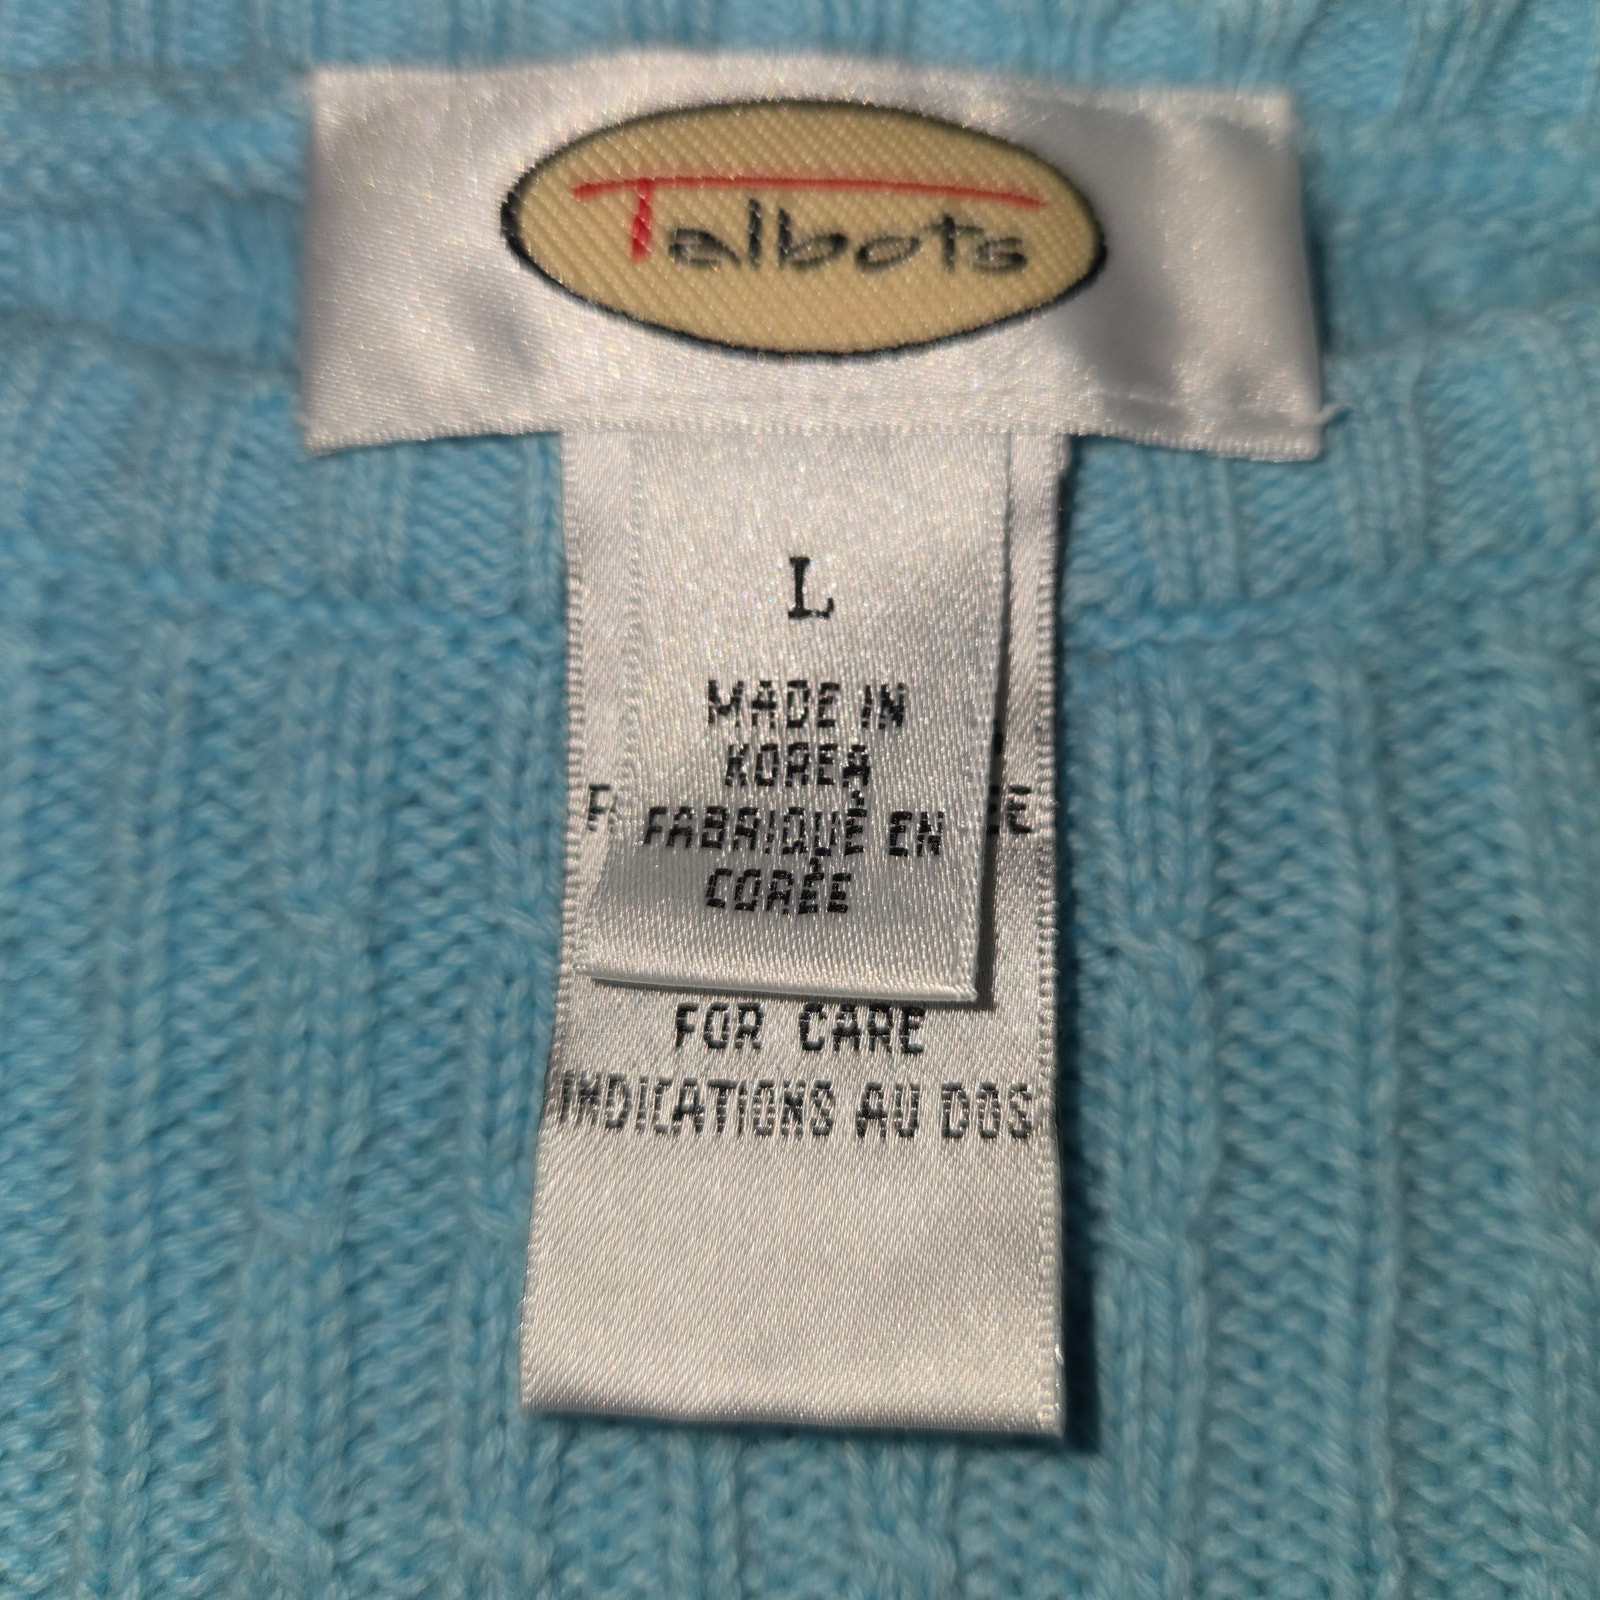 Talbots
L
MADE IN
KOREA
FABRIQUÉ EN
CORÉE
FOR CARE
INDICATIONS AU DOS